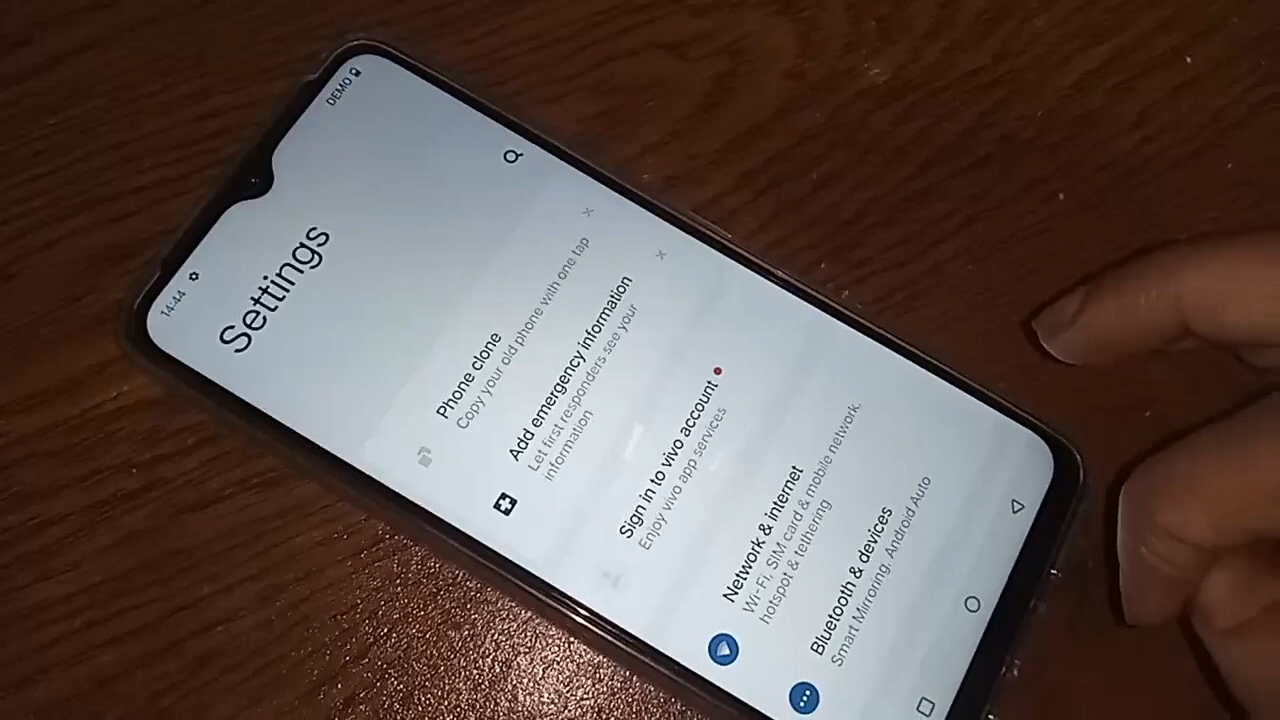 14:44
DEMO
Settings
Phone clone
Copy your old phone with one tap
Add emergency information
Let first responders see your
information
Sign in to vivo account
Enjoy vivo app services
Network & internet
Wi-Fi, SIM card & mobile network,
hotspot & tethering
Bluetooth & devices
Smart Mirroring, Android Auto